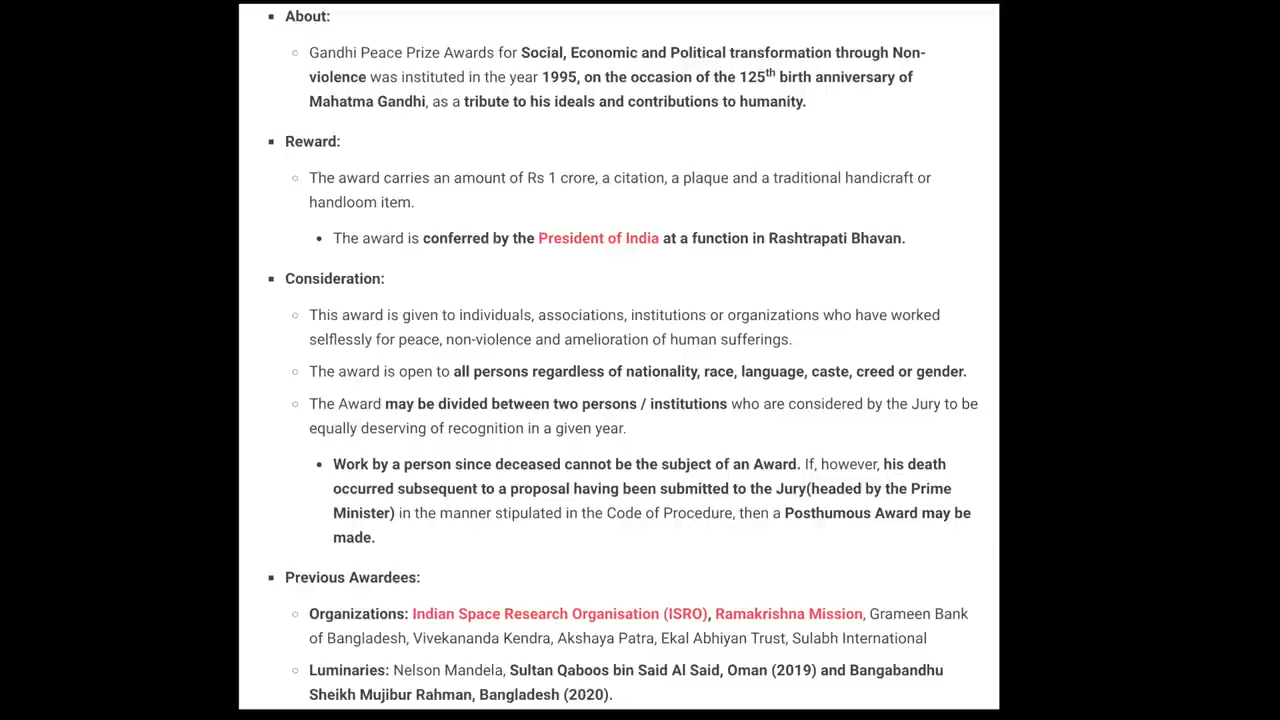 About:
Gandhi Peace Prize Awards for Social, Economic and Political transformation through Non-
violence was instituted in the year 1995, on the occasion of the 125th birth anniversary of
Mahatma Gandhi, as a tribute to his ideals and contributions to humanity.
Reward:
The award carries an amount of Rs 1 crore, a citation, a plaque and a traditional handicraft or
handloom item.
The award is conferred by the President of India at a function in Rashtrapati Bhavan.
Consideration:
This award is given to individuals, associations, institutions or organizations who have worked
selflessly for peace, non-violence and amelioration of human sufferings.
The award is open to all persons regardless of nationality, race, language, caste, creed or gender.
The Award may be divided between two persons / institutions who are considered by the Jury to be
equally deserving of recognition in a given year.
Work by a person since deceased cannot be the subject of an Award. If, however, his death
occurred subsequent to a proposal having been submitted to the Jury(headed by the Prime
Minister) in the manner stipulated in the Code of Procedure, then a Posthumous Award may be
made.
Previous Awardees:
Organizations: Indian Space Research Organisation (ISRO), Ramakrishna Mission, Grameen Bank
of Bangladesh, Vivekananda Kendra, Akshaya Patra, Ekal Abhiyan Trust, Sulabh International
Luminaries: Nelson Mandela, Sultan Qaboos bin Said Al Said, Oman (2019) and Bangabandhu
Sheikh Mujibur Rahman, Bangladesh (2020).